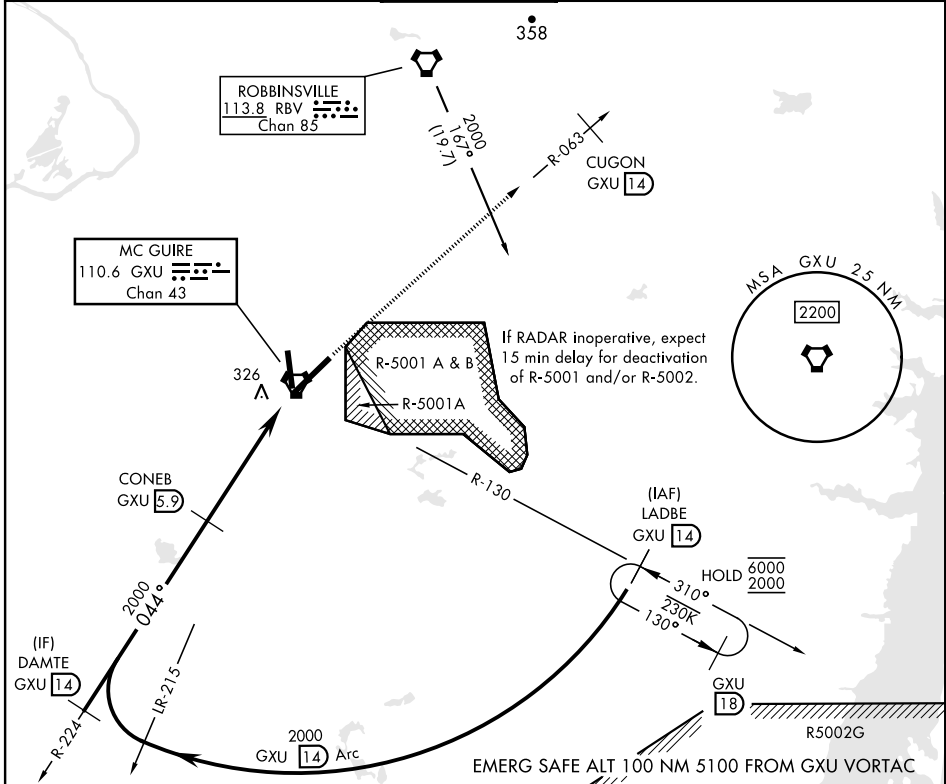 358
ROBBINSVILLE
113.8 RBV
Chan 85
2000
167°
(19.7)
R-063
CUGON
GXU 14
MC GUIRE
110.6 GXU
Chan 43
MSA GXU 25 NM
2200
If RADAR inoperative, expect
15 min delay for deactivation
of R-5001 and/or R-5002.
R-5001 A & B
326
R-5001A
R-130
CONEB
GXU 5.9
(IAF)
LADBE
GXU 14
HOLD 6000
2000
310°
230K
130°
2000
044°
(IF)
DAMTE
GXU 14
LR-215
R-224
GXU
18
2000
GXU 14 Arc
R5002G
EMERG SAFE ALT 100 NM 5100 FROM GXU VORTAC